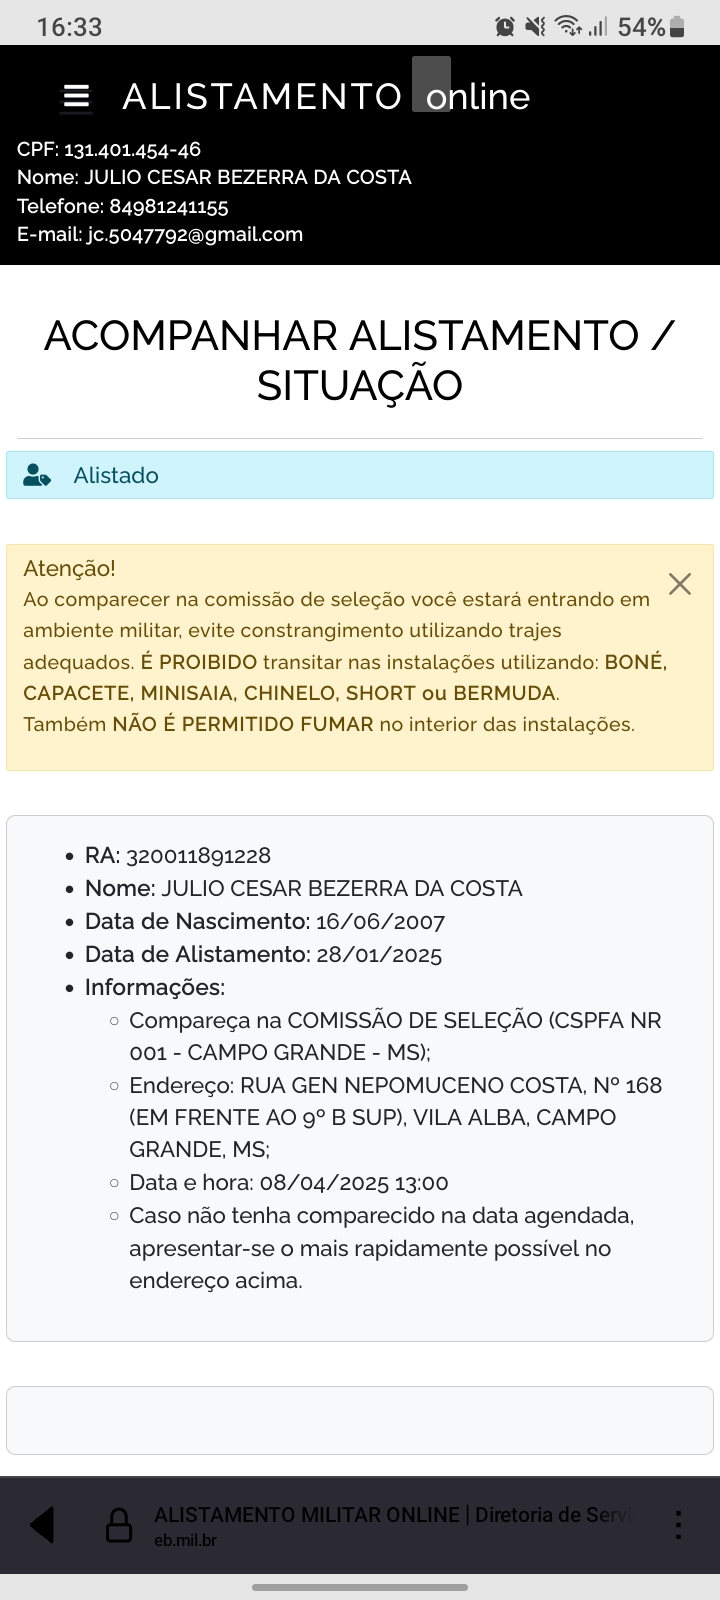 16:33
54%
ALISTAMENTO online
CPF: 131.401.454-46
Nome: JULIO CESAR BEZERRA DA COSTA
Telefone: 84981241155
E-mail: jc.5047792@gmail.com
ACOMPANHAR ALISTAMENTO /
SITUAÇÃO
Alistado
Atenção!
Ao comparecer na comissão de seleção você estará entrando em
ambiente militar, evite constrangimento utilizando trajes
adequados. É PROIBIDO transitar nas instalações utilizando: BONÉ,
CAPACETE, MINISAIA, CHINELO, SHORT ou BERMUDA.
Também NÃO É PERMITIDO FUMAR no interior das instalações.
RA: 320011891228
Nome: JULIO CESAR BEZERRA DA COSTA
Data de Nascimento: 16/06/2007
Data de Alistamento: 28/01/2025
Informações:
Compareça na COMISSÃO DE SELEÇÃO (CSPFA NR
001 - CAMPO GRANDE - MS);
Endereço: RUA GEN NEPOMUCENO COSTA, Nº 168
(EM FRENTE AO 9º B SUP), VILA ALBA, CAMPO
GRANDE, MS;
Data e hora: 08/04/2025 13:00
Caso não tenha comparecido na data agendada,
apresentar-se o mais rapidamente possível no
endereço acima.
ALISTAMENTO MILITAR ONLINE | Diretoria de Servi
eb.mil.br